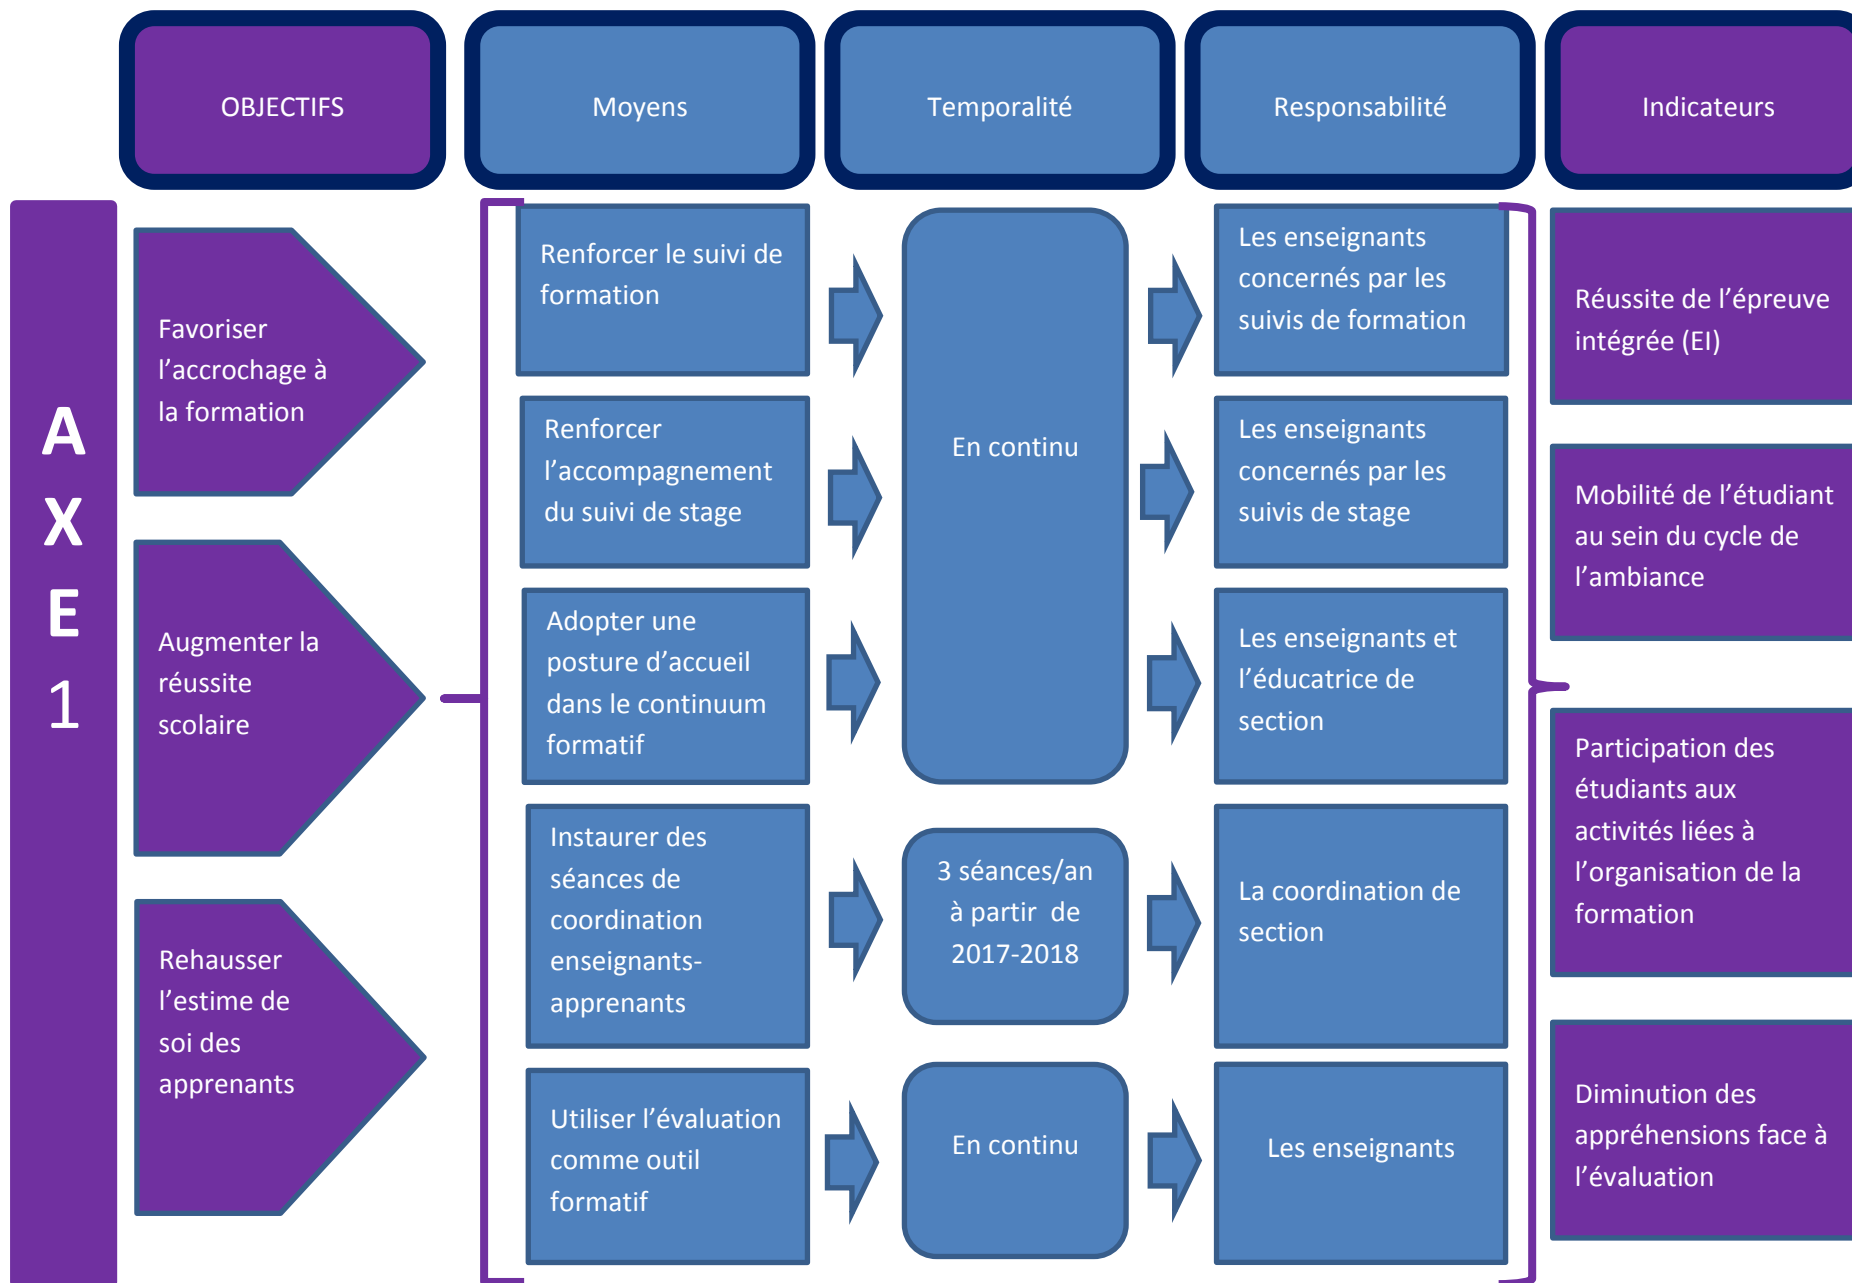 OBJECTIFS
Moyens
Temporalité
Responsabilité
Indicateurs
A
X
E
1
Favoriser
l’accrochage à
la formation
Augmenter la
réussite
scolaire
Rehausser
l’estime de
soi des
apprenants
Renforcer le suivi de
formation
Renforcer
l’accompagnement
du suivi de stage
Adopter une
posture d’accueil
dans le continuum
formatif
Instaurer des
séances de
coordination
enseignants-
apprenants
Utiliser l’évaluation
comme outil
formatif
En continu
3 séances/an
à partir  de
2017-2018
En continu
Les enseignants
concernés par les
suivis de formation
Les enseignants
concernés par les
suivis de stage
Les enseignants et
l’éducatrice de
section
La coordination de
section
Les enseignants
Réussite de l’épreuve
intégrée (EI)
Mobilité de l’étudiant
au sein du cycle de
l’ambiance
Participation des
étudiants aux
activités liées à
l’organisation de la
formation
Diminution des
appréhensions face à
l’évaluation